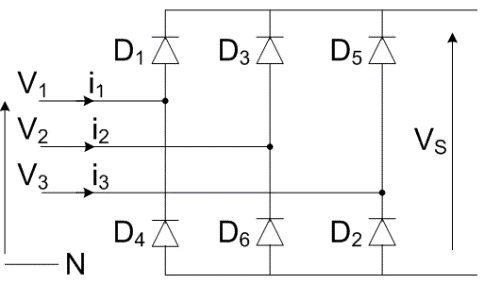 D1 D3 D5
V1 i1
V2 i2
VS
V3 i3
D4 D6 D2
N